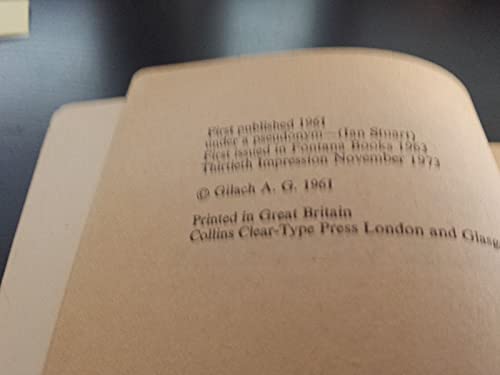 First published 1961
under a pseudonym—(Ian Stuart)
First issued in Fontana Books 1963
Thirtieth Impression November 1973
© Gilach A. G. 1961
Printed in Great Britain
Collins Clear-Type Press London and Glasg